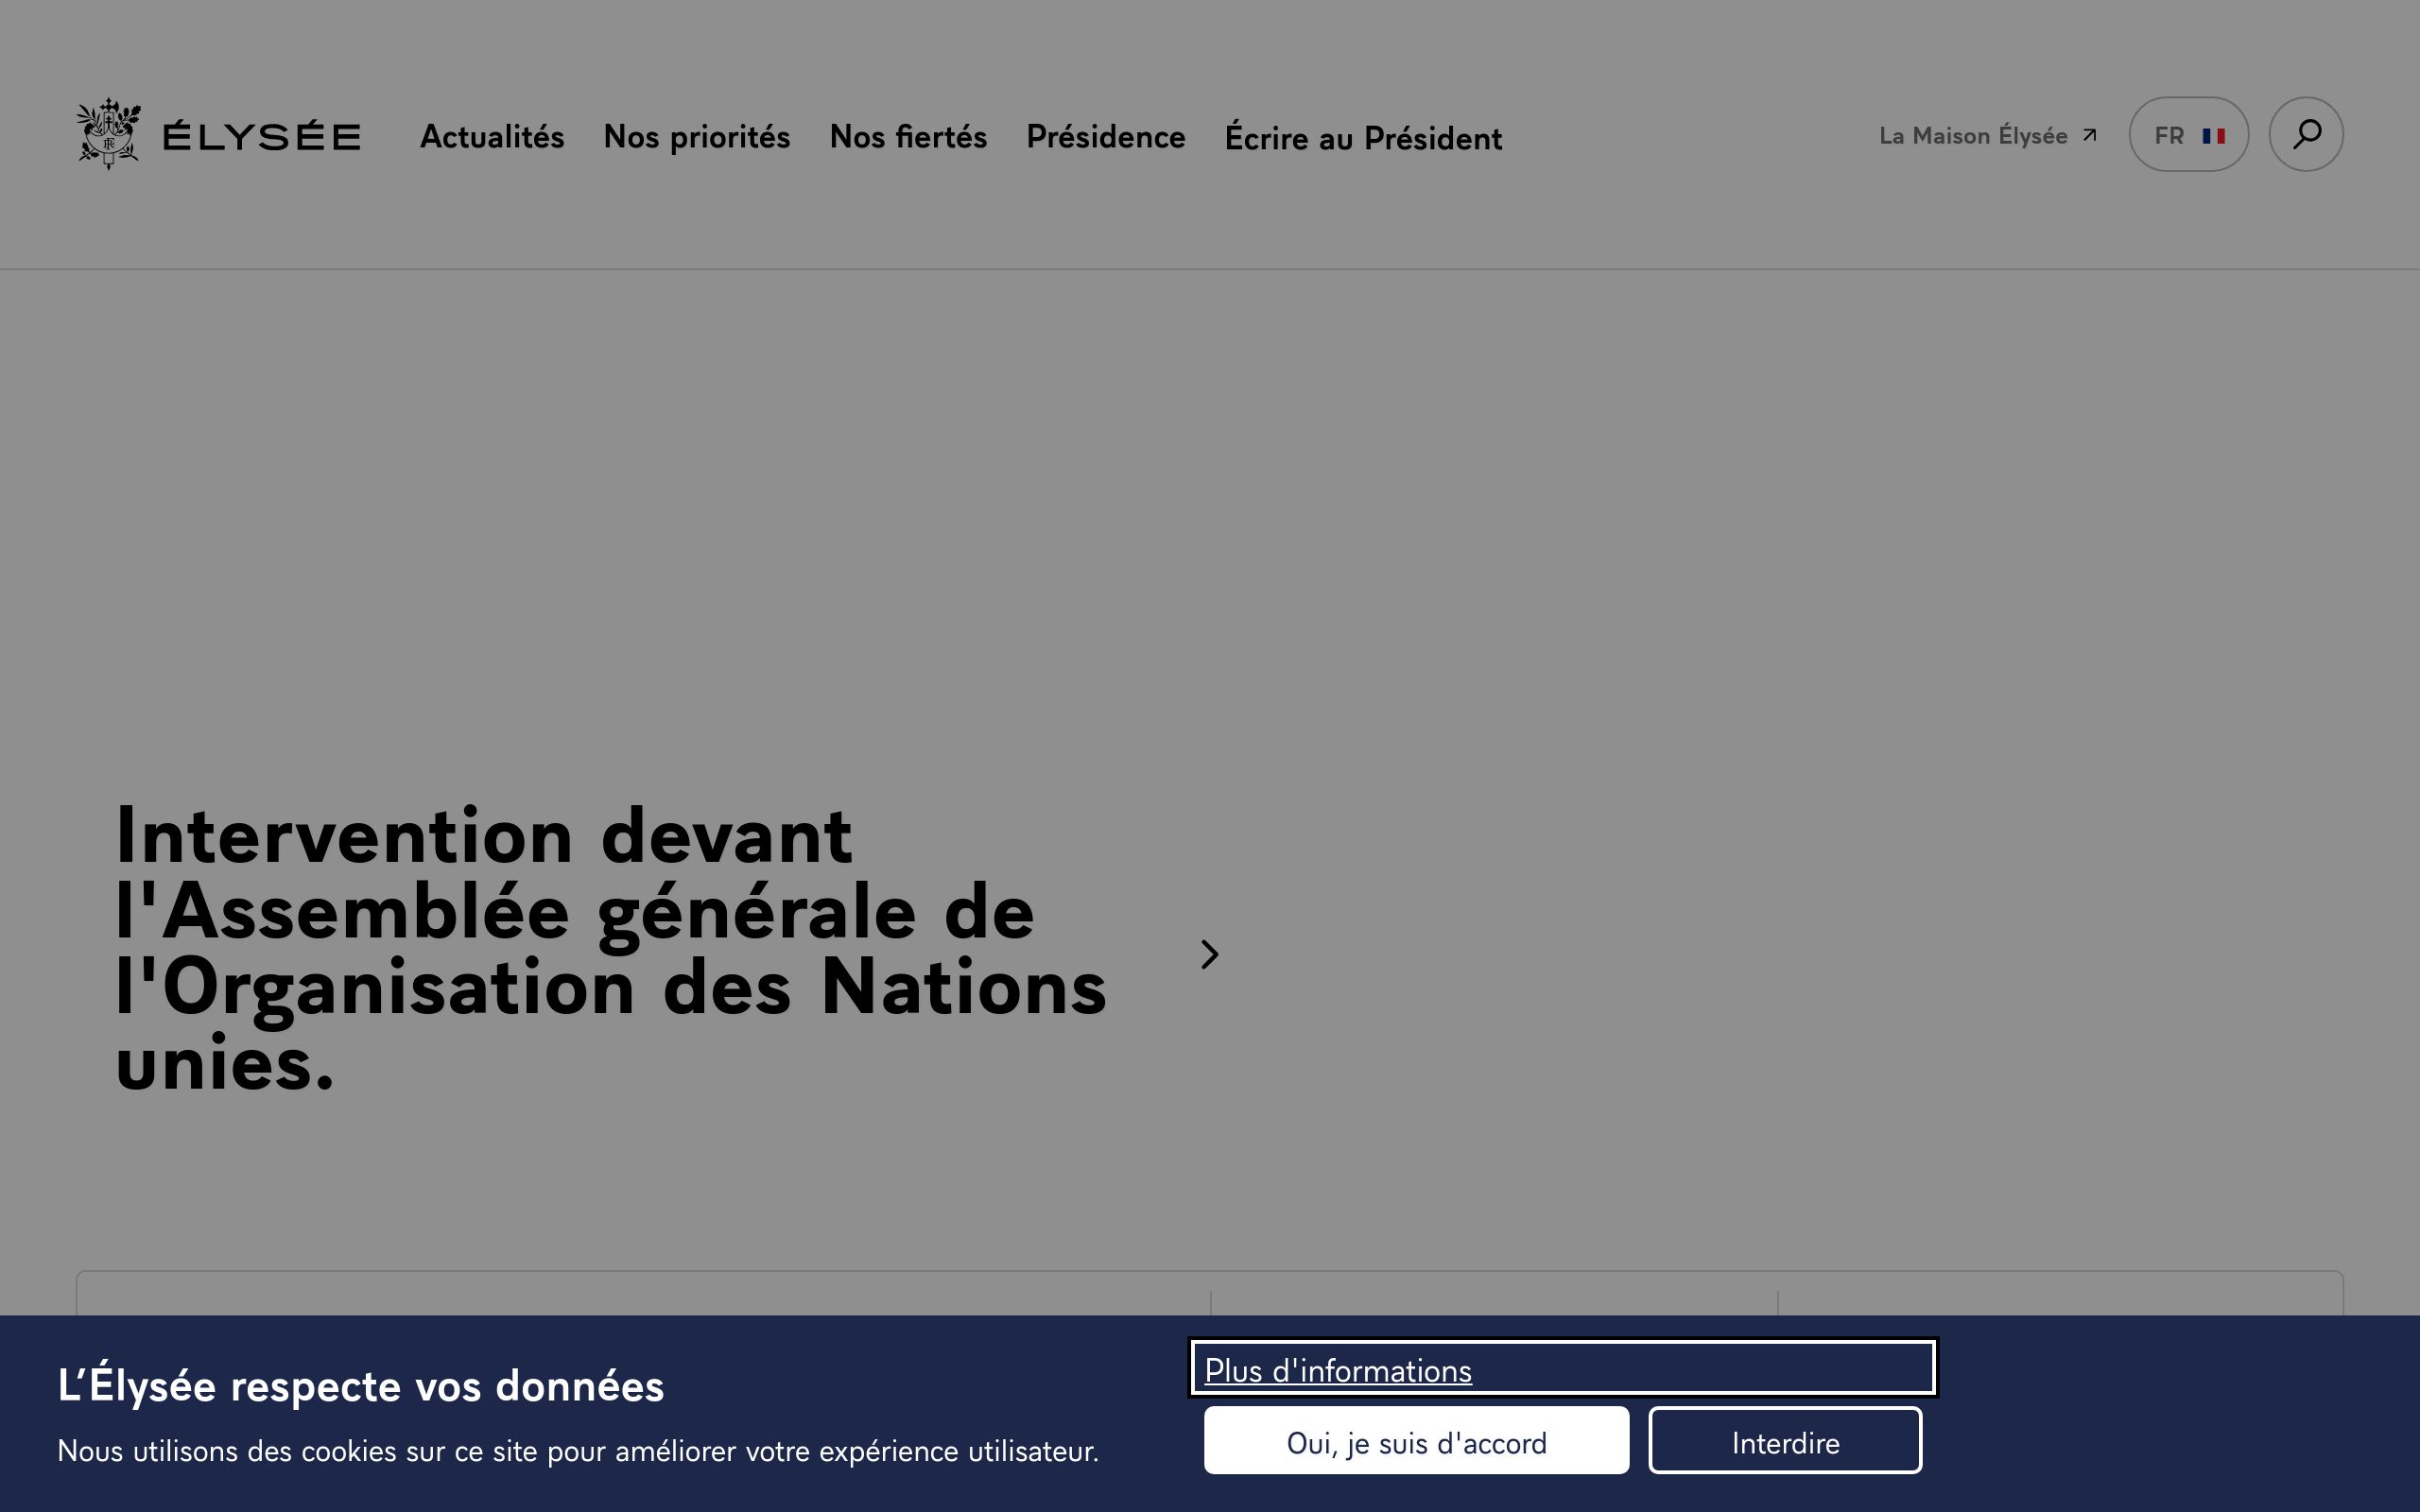 ÉLYSÉE
Actualités
Nos priorités
Nos fiertés
Présidence
Écrire au Président
La Maison Élysée
FR
Intervention devant
l'Assemblée générale de
l'Organisation des Nations
unies.
L’Élysée respecte vos données
Nous utilisons des cookies sur ce site pour améliorer votre expérience utilisateur.
Plus d'informations
Oui, je suis d'accord
Interdire